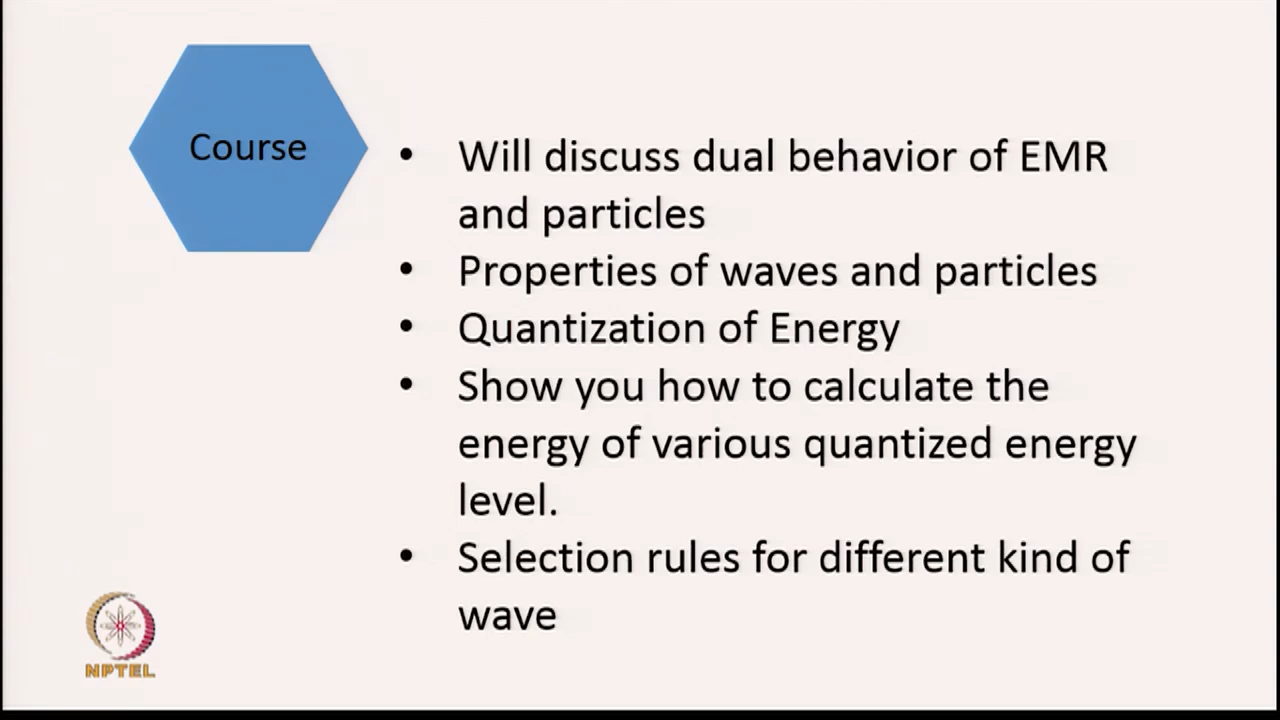 Course
• Will discuss dual behavior of EMR
and particles
• Properties of waves and particles
• Quantization of Energy
• Show you how to calculate the
energy of various quantized energy
level.
• Selection rules for different kind of
wave
NPTEL